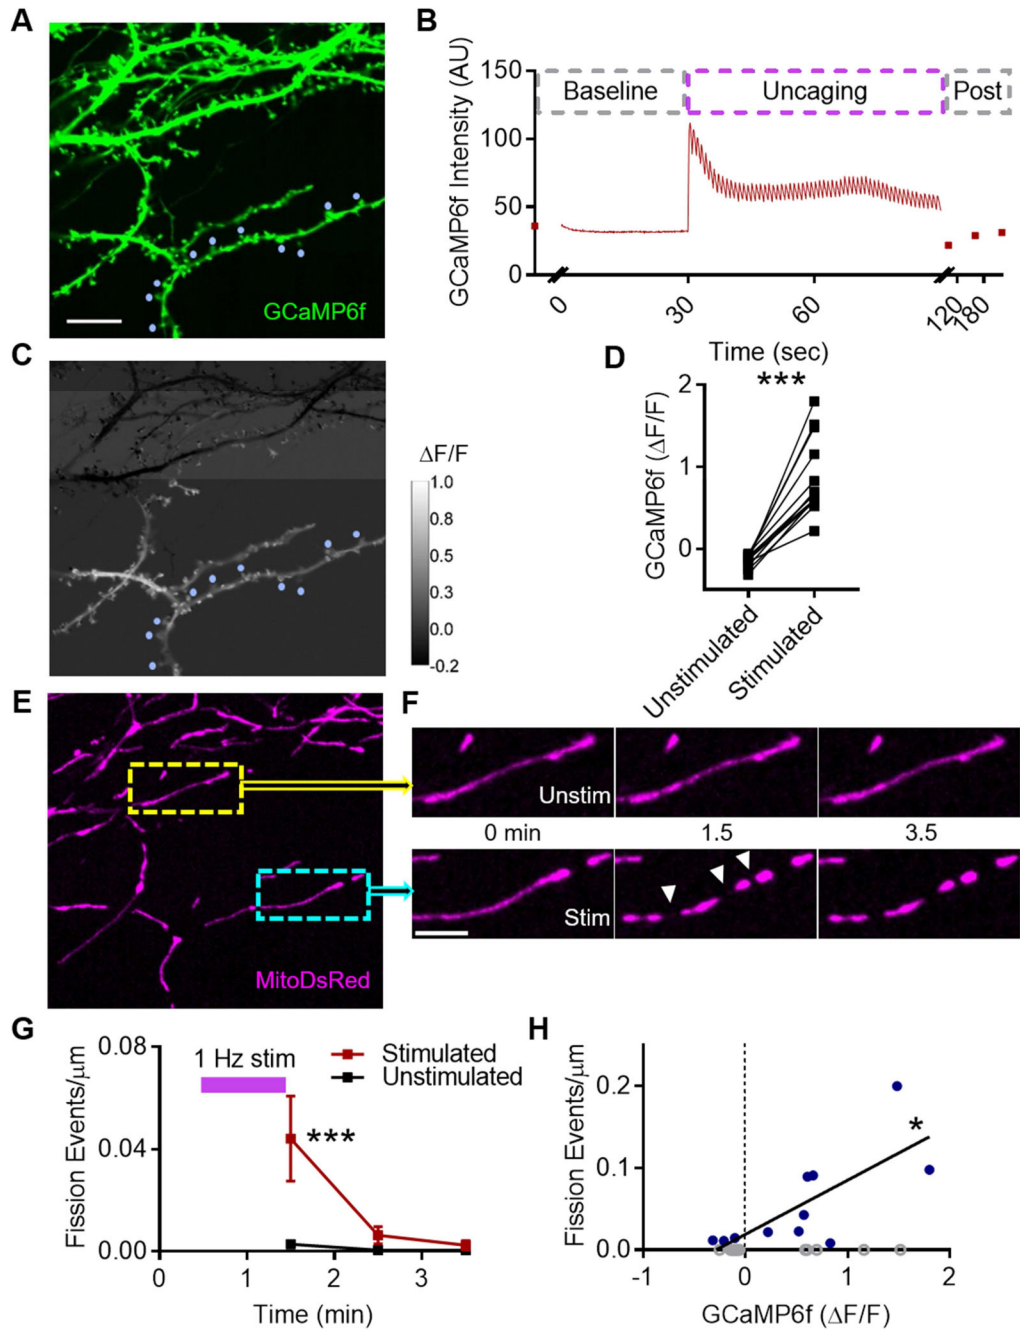 A
GCaMP6f
B
GCaMP6f Intensity (AU)
150
100
50
0
Baseline
Uncaging
Post
0
30
60
120
180
Time (sec)
C
ΔF/F
1.0
0.8
0.5
0.3
0.0
-0.2
D
GCaMP6f (ΔF/F)
2
1
0
***
Unstimulated
Stimulated
E
MitoDsRed
F
Unstim
0 min
1.5
3.5
Stim
G
Fission Events/μm
0.08
0.04
0.00
1 Hz stim
Stimulated
Unstimulated
***
0
1
2
3
Time (min)
H
Fission Events/μm
0.2
0.1
0.0
*
-1
0
1
2
GCaMP6f (ΔF/F)